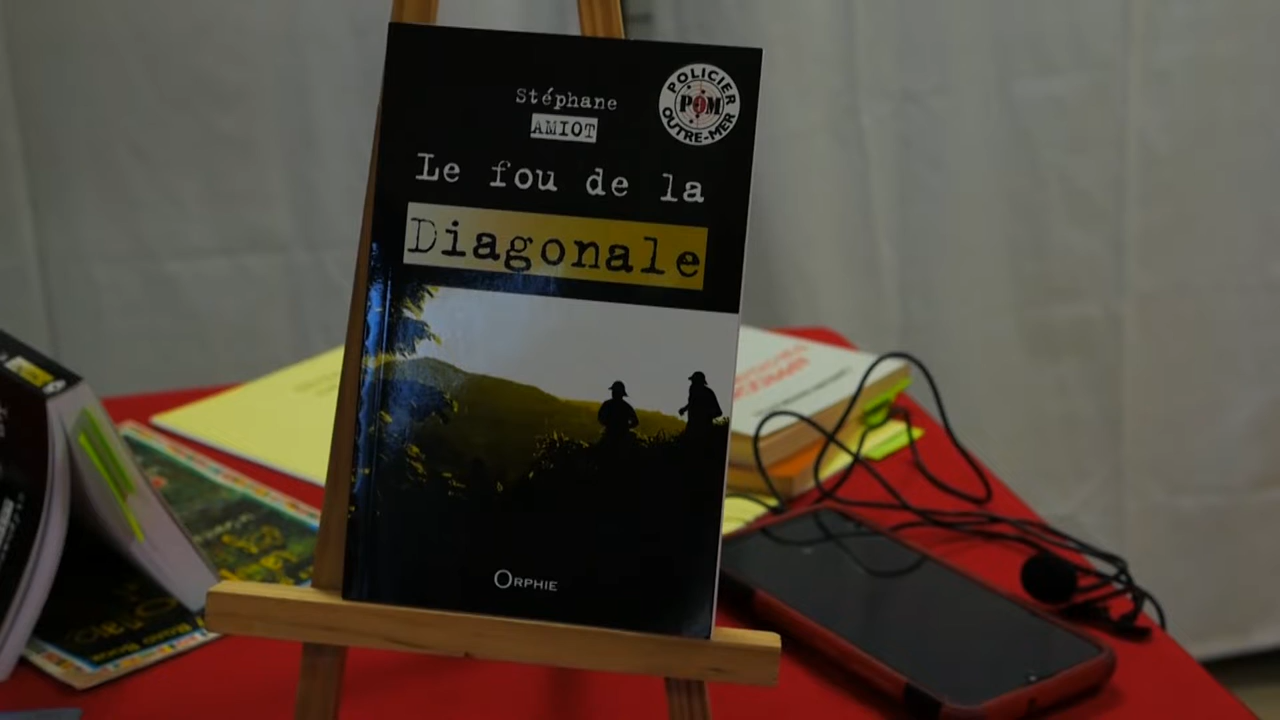 Stéphane
AMIOT
POLICIER
POM
OUTRE-MER
Le fou de la
Diagonale
ORPHIE